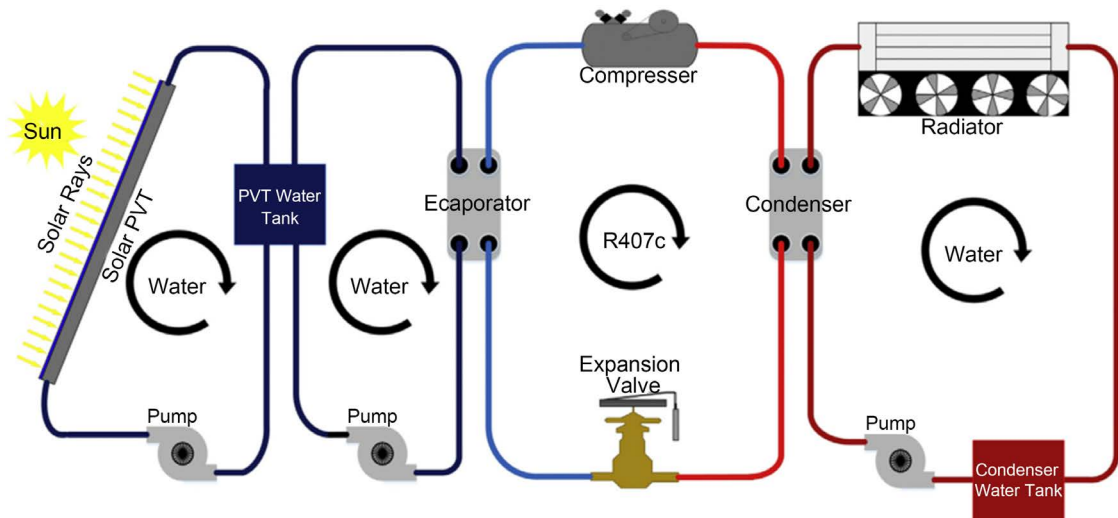 Sun
Solar Rays
Solar PVT
Water
Pump
PVT Water
Tank
Water
Pump
Ecaporator
Compresser
R407c
Expansion
Valve
Condenser
Radiator
Water
Pump
Condenser
Water Tank